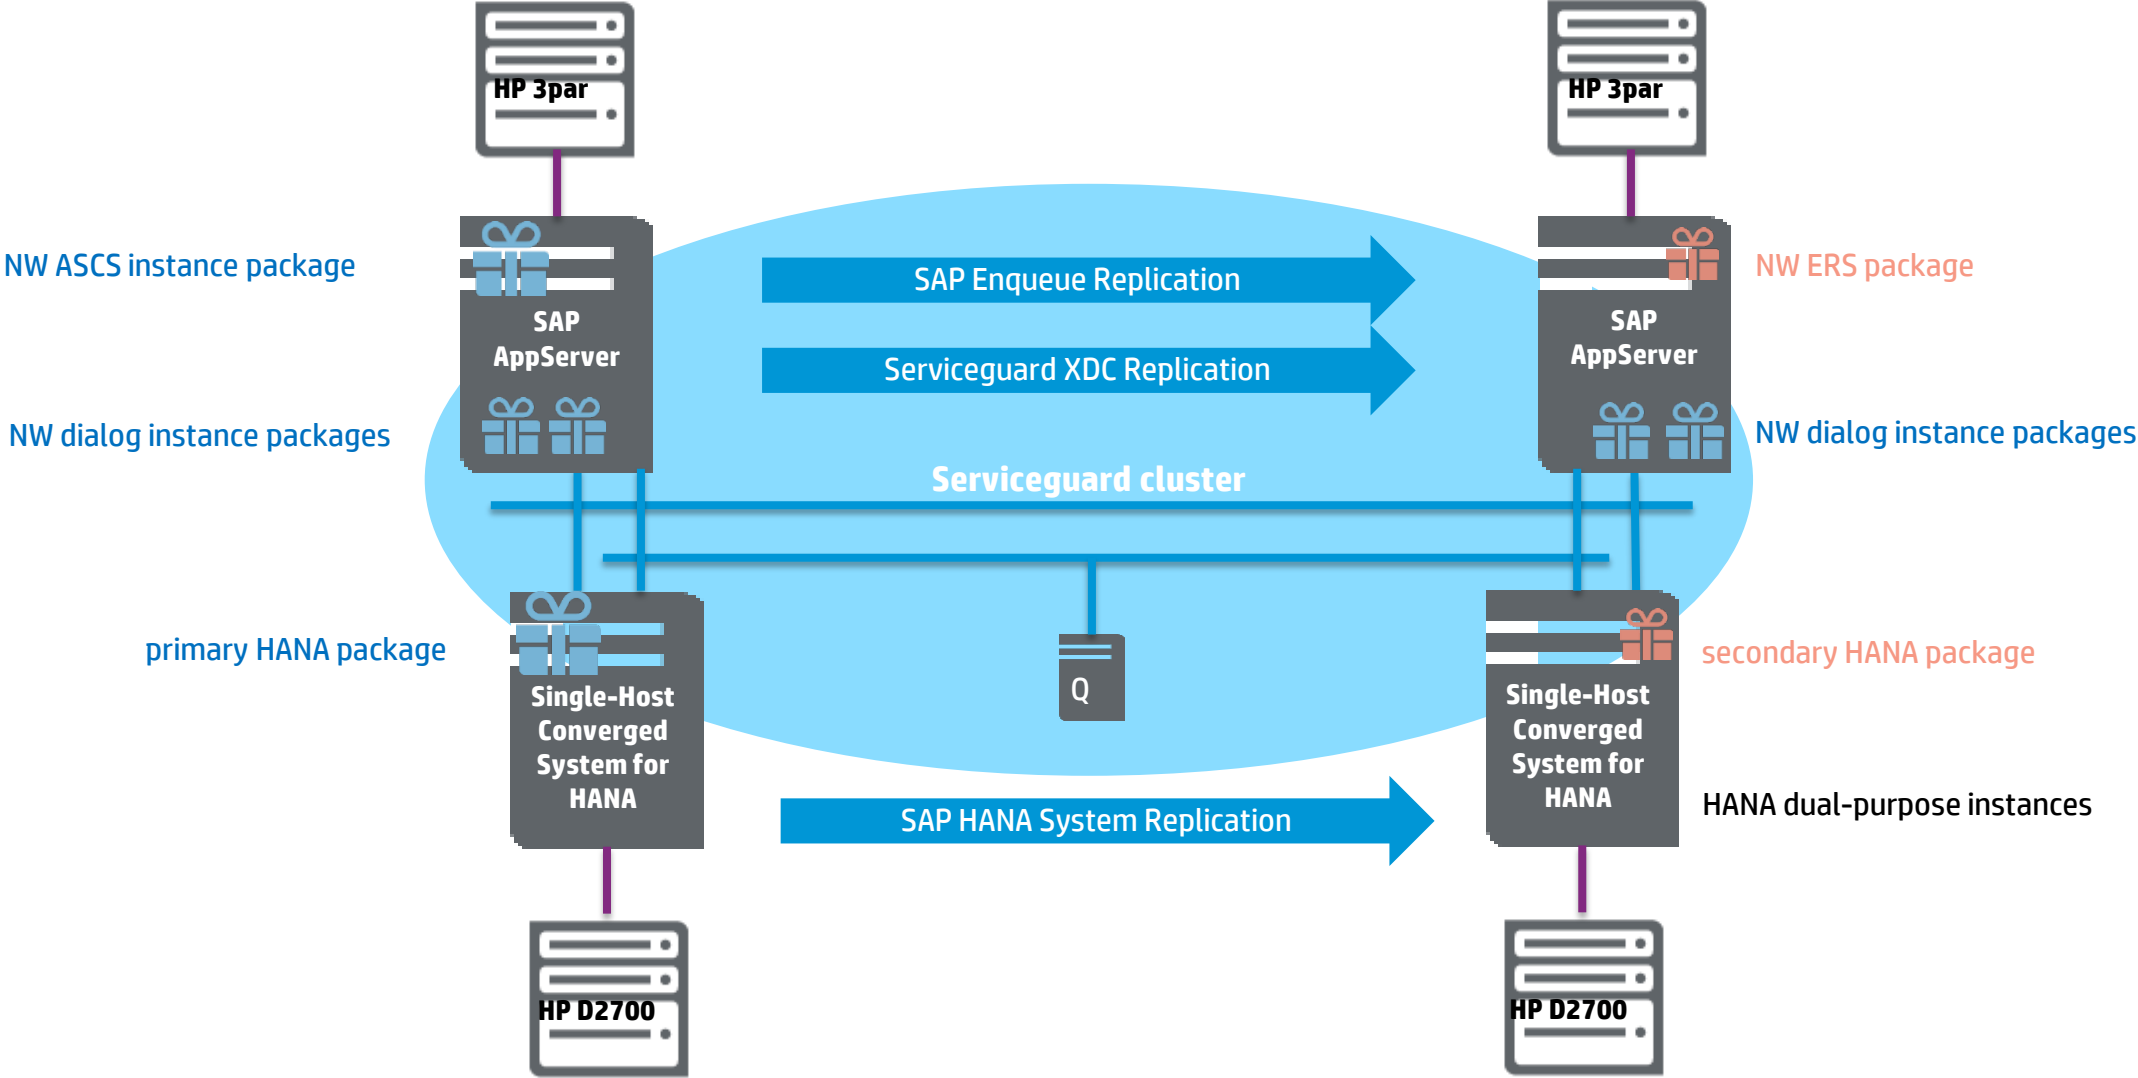 HP 3par
HP 3par
NW ASCS instance package
SAP Enqueue Replication
NW ERS package
SAP
AppServer
SAP
AppServer
Serviceguard XDC Replication
NW dialog instance packages
NW dialog instance packages
Serviceguard cluster
primary HANA package
secondary HANA package
Q
Single-Host
Converged
System for
HANA
Single-Host
Converged
System for
HANA
SAP HANA System Replication
HANA dual-purpose instances
HP D2700
HP D2700